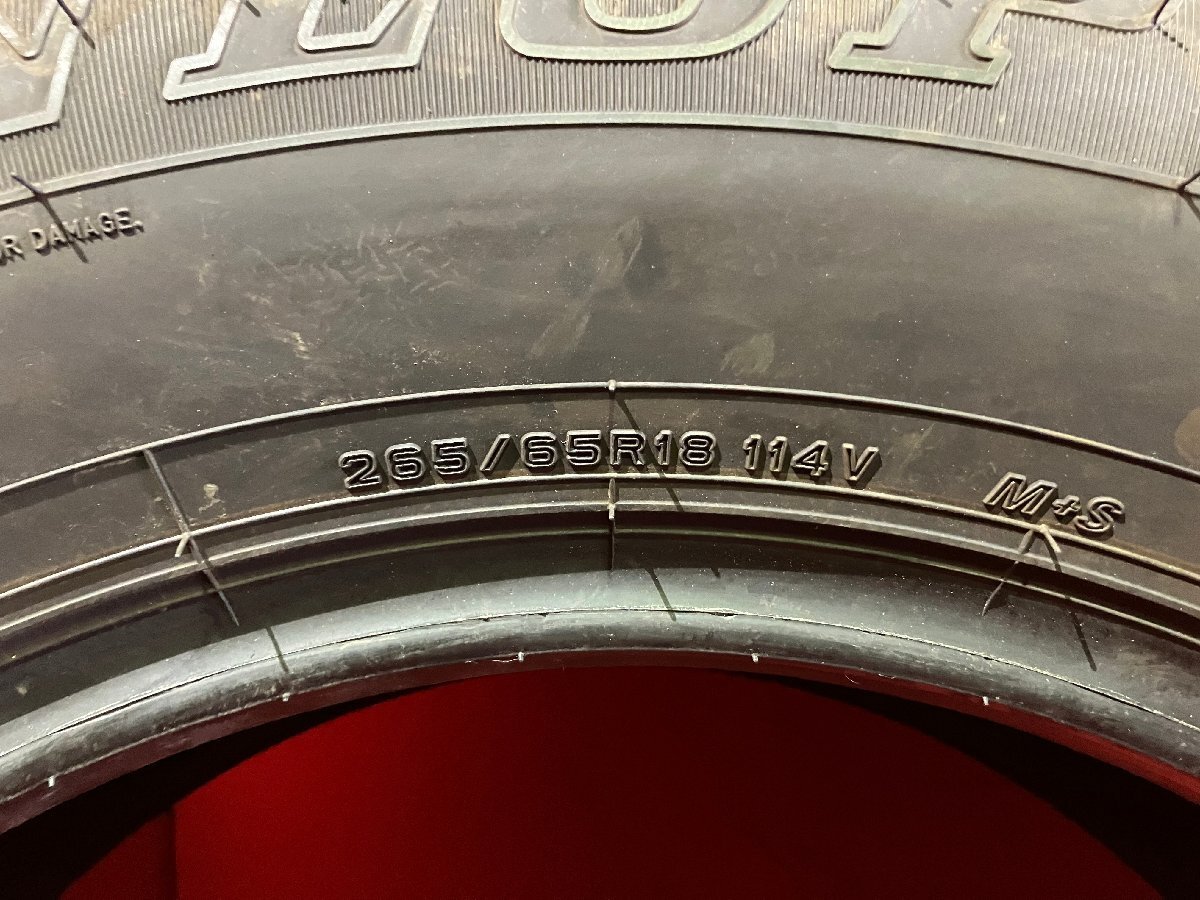 OR DAMAGE.
265/65R18 114V
M+S